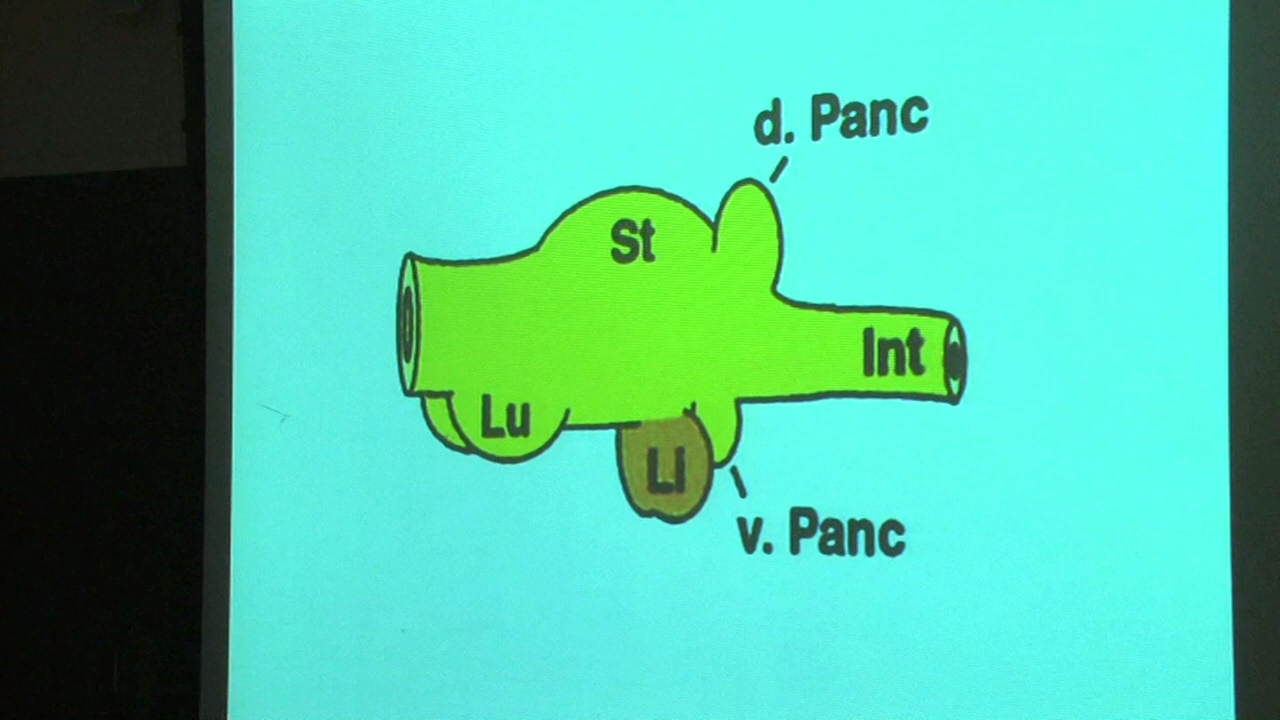 d. Panc
St
Int
Lu
LI
v. Panc